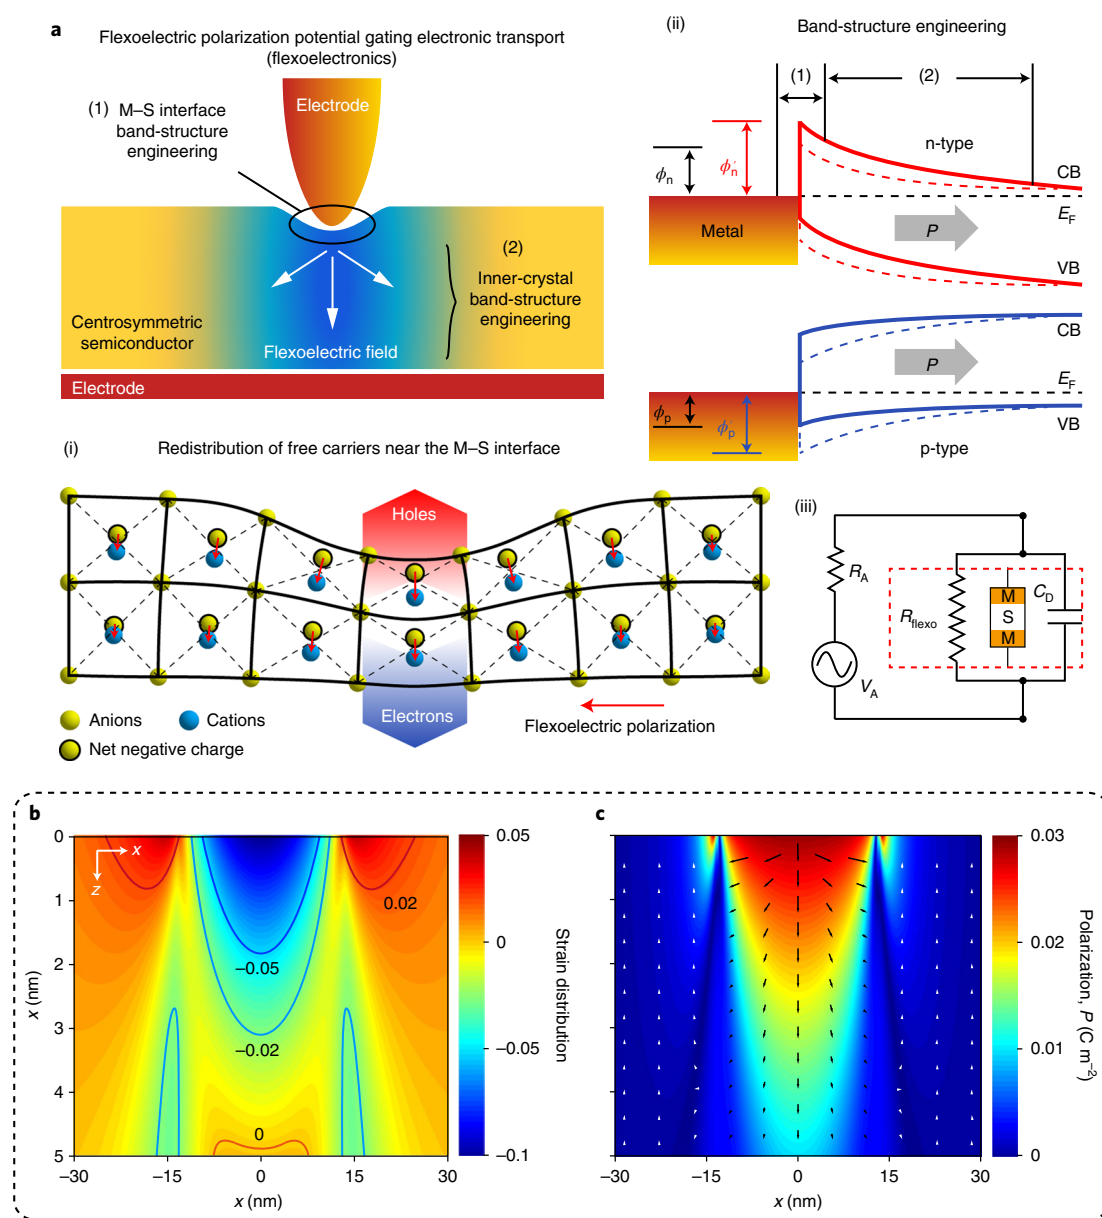 a
Flexoelectric polarization potential gating electronic transport
(flexoelectronics)
(1) M–S interface
band-structure
engineering
Electrode
(2)
Inner-crystal
band-structure
engineering
Centrosymmetric
semiconductor
Flexoelectric field
Electrode
(ii)
Band-structure engineering
(1)
(2)
n-type
ϕn
ϕ′n
CB
EF
Metal
P
VB
CB
P
EF
ϕp
ϕ′p
VB
p-type
(i)
Redistribution of free carriers near the M–S interface
Holes
Electrons
Anions
Cations
Net negative charge
Flexoelectric polarization
(iii)
RA
Rflexo
M
S
M
CD
VA
b
0
1
2
3
4
5
x (nm)
x
z
0.02
−0.05
−0.02
0
−30
−15
0
15
30
x (nm)
0.05
0
−0.05
−0.1
Strain distribution
c
−30
−15
0
15
30
x (nm)
0.03
0.02
0.01
0
Polarization, P (C m−2)